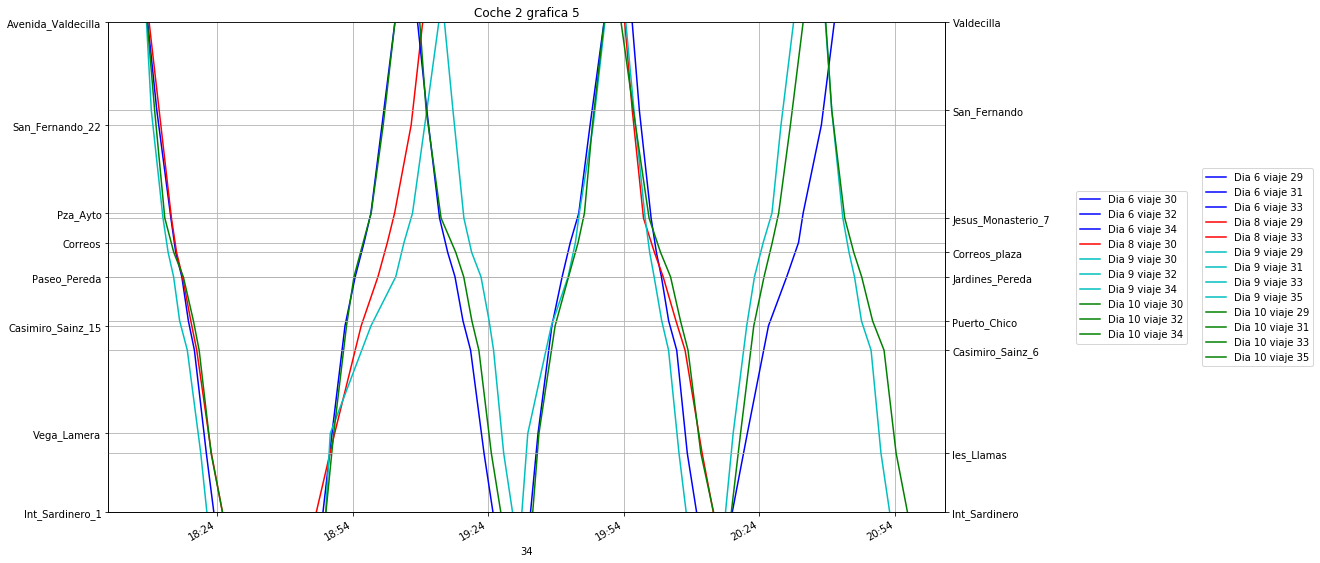 Coche 2 grafica 5
Avenida_Valdecilla
San_Fernando_22
Pza_Ayto
Correos
Paseo_Pereda
Casimiro_Sainz_15
Vega_Lamera
Int_Sardinero_1
Valdecilla
San_Fernando
Jesus_Monasterio_7
Correos_plaza
Jardines_Pereda
Puerto_Chico
Casimiro_Sainz_6
Ies_Llamas
Int_Sardinero
18:24
18:54
19:24
19:54
20:24
20:54
34
Dia 6 viaje 30
Dia 6 viaje 32
Dia 6 viaje 34
Dia 8 viaje 30
Dia 9 viaje 30
Dia 9 viaje 32
Dia 9 viaje 34
Dia 10 viaje 30
Dia 10 viaje 32
Dia 10 viaje 34
Dia 6 viaje 29
Dia 6 viaje 31
Dia 6 viaje 33
Dia 8 viaje 29
Dia 8 viaje 33
Dia 9 viaje 29
Dia 9 viaje 31
Dia 9 viaje 33
Dia 9 viaje 35
Dia 10 viaje 29
Dia 10 viaje 31
Dia 10 viaje 33
Dia 10 viaje 35